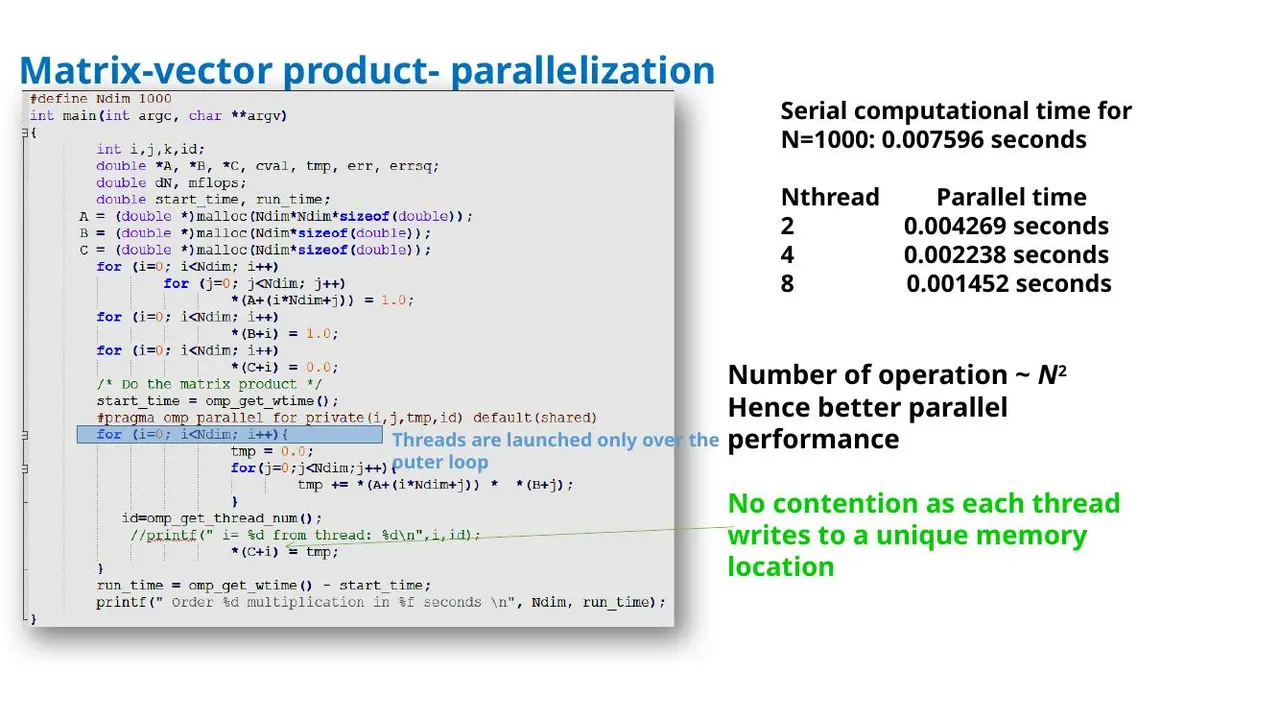 Matrix-vector product- parallelization
#define Ndim 1000
int main(int argc, char **argv)
{
int i,j,k,id;
double *A, *B, *C, cval, tmp, err, errsq;
double dN, mflops;
double start_time, run_time;
A = (double *)malloc(Ndim*Ndim*sizeof(double));
B = (double *)malloc(Ndim*sizeof(double));
C = (double *)malloc(Ndim*sizeof(double));
for (i=0; i<Ndim; i++)
for (j=0; j<Ndim; j++)
*(A+(i*Ndim+j)) = 1.0;
for (i=0; i<Ndim; i++)
*(B+i) = 1.0;
for (i=0; i<Ndim; i++)
*(C+i) = 0.0;
/* Do the matrix product */
start_time = omp_get_wtime();
#pragma omp parallel for private(i,j,tmp,id) default(shared)
for (i=0; i<Ndim; i++){
tmp = 0.0;
for(j=0;j<Ndim;j++){
tmp += *(A+(i*Ndim+j)) * *(B+j);
}
id=omp_get_thread_num();
//printf(" i= %d from thread: %d\n",i,id);
*(C+i) = tmp;
}
run_time = omp_get_wtime() - start_time;
printf(" Order %d multiplication in %f seconds \n", Ndim, run_time);
}
Threads are launched only over the
outer loop
Serial computational time for
N=1000: 0.007596 seconds
Nthread Parallel time
2 0.004269 seconds
4 0.002238 seconds
8 0.001452 seconds
Number of operation ~ N²
Hence better parallel
performance
No contention as each thread
writes to a unique memory
location